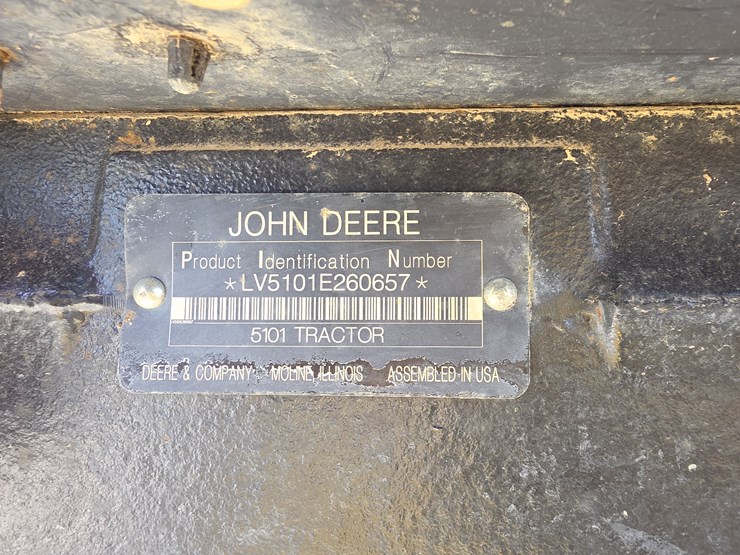 JOHN DEERE
Product Identification Number
*LV5101E260657*
5101 TRACTOR
DEERE & COMPANY MOLINE, ILLINOIS ASSEMBLED IN USA